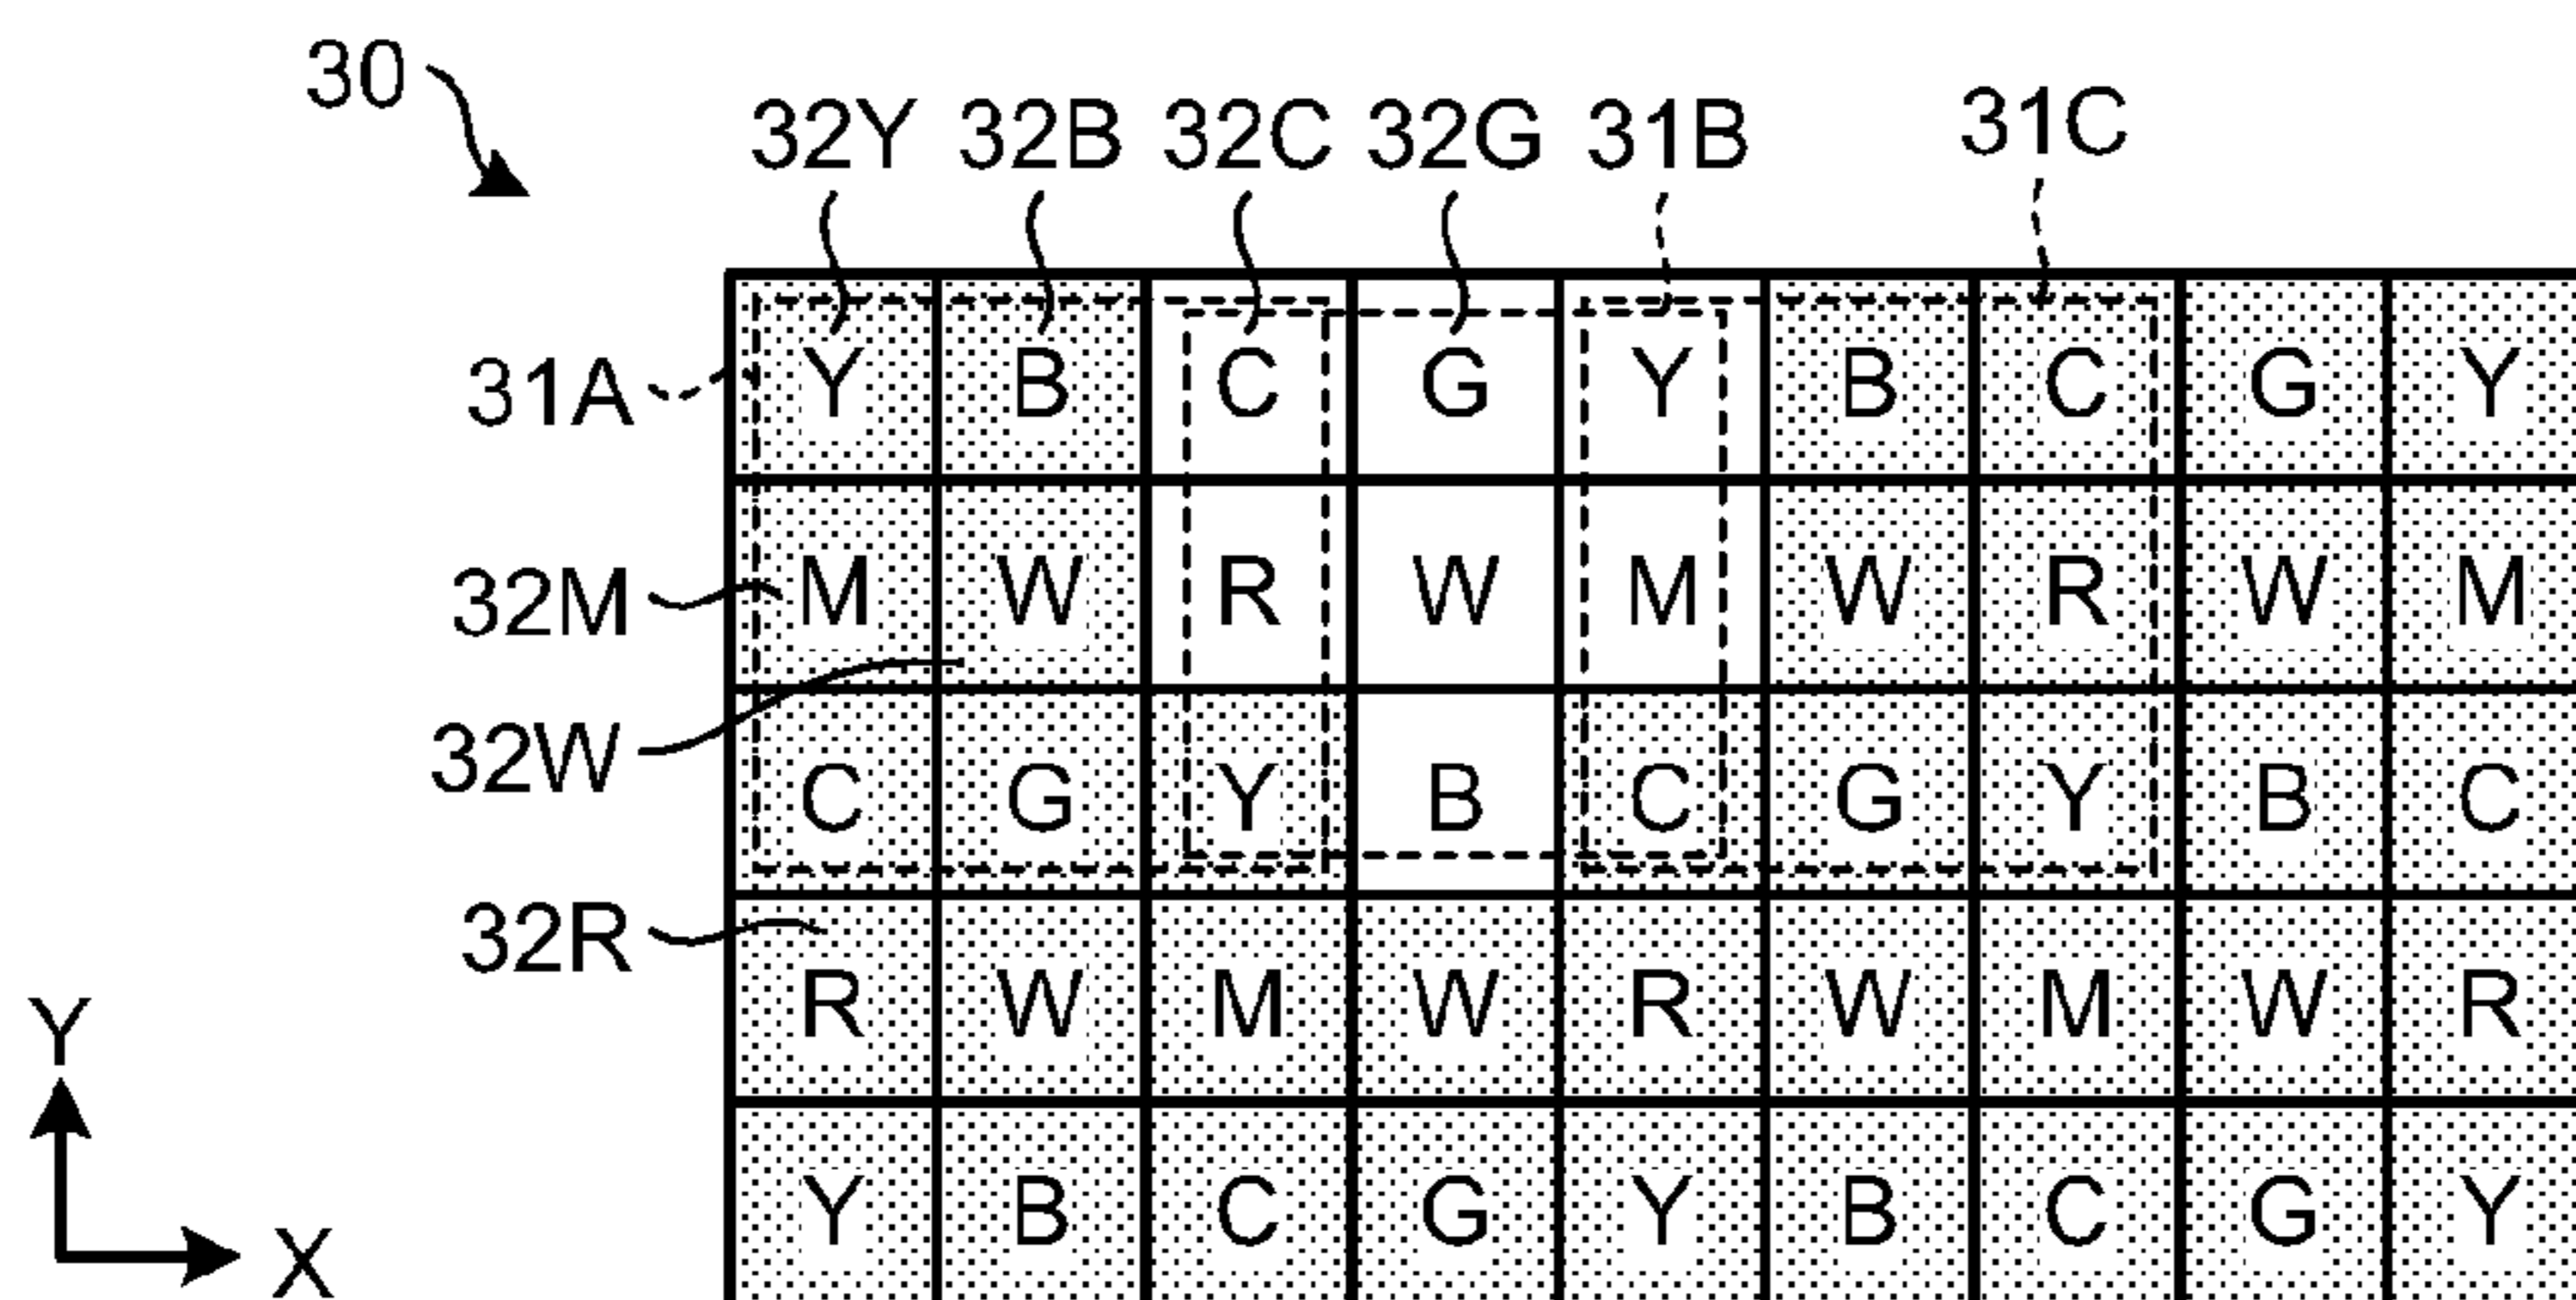 30
32Y 32B 32C 32G 31B 31C
31A Y B C G Y B C G Y
32M M W R W M W R W M
32W C G Y B C G Y B C
32R R W M W R W M W R
Y B C G Y B C G Y
Y
X